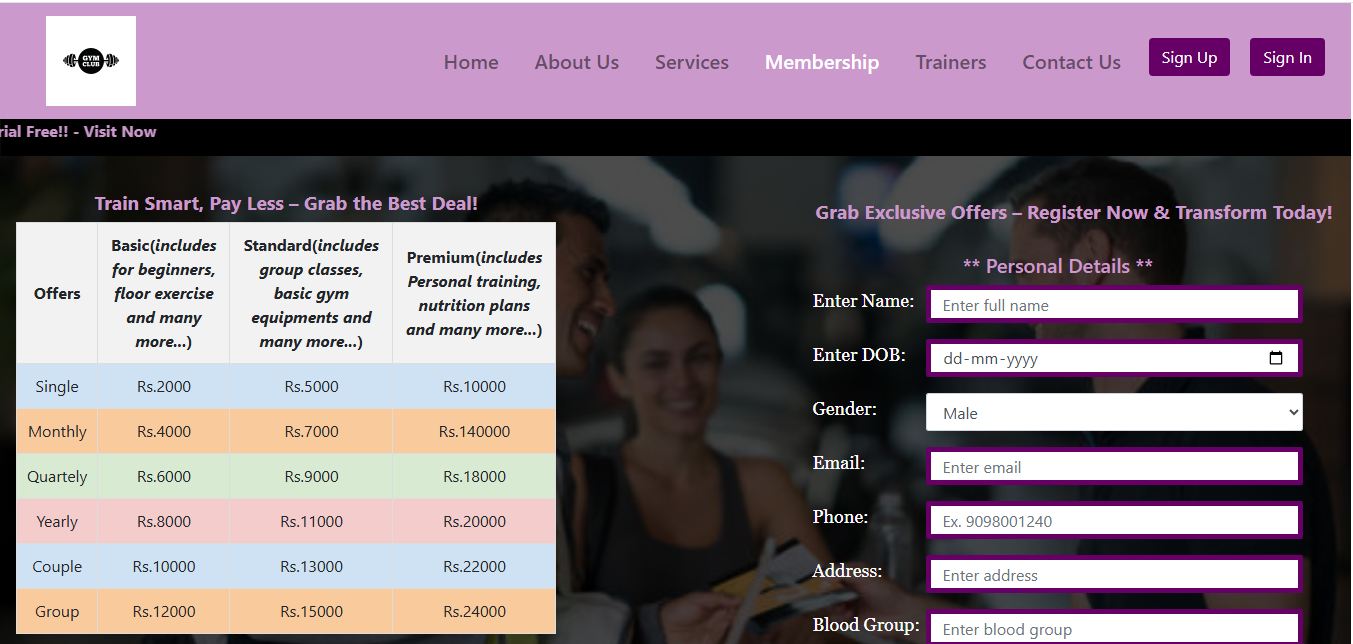 GYM
CLUB
Home About Us Services Membership Trainers Contact Us Sign Up Sign In
rial Free!! - Visit Now
Train Smart, Pay Less – Grab the Best Deal!
Offers
Basic(includes
for beginners,
floor exercise
and many
more...)
Standard(includes
group classes,
basic gym
equipments and
many more...)
Premium(includes
Personal training,
nutrition plans
and many more...)
Single Rs.2000 Rs.5000 Rs.10000
Monthly Rs.4000 Rs.7000 Rs.140000
Quartely Rs.6000 Rs.9000 Rs.18000
Yearly Rs.8000 Rs.11000 Rs.20000
Couple Rs.10000 Rs.13000 Rs.22000
Group Rs.12000 Rs.15000 Rs.24000
Grab Exclusive Offers – Register Now & Transform Today!
** Personal Details **
Enter Name: Enter full name
Enter DOB: dd-mm-yyyy
Gender: Male
Email: Enter email
Phone: Ex. 9098001240
Address: Enter address
Blood Group: Enter blood group